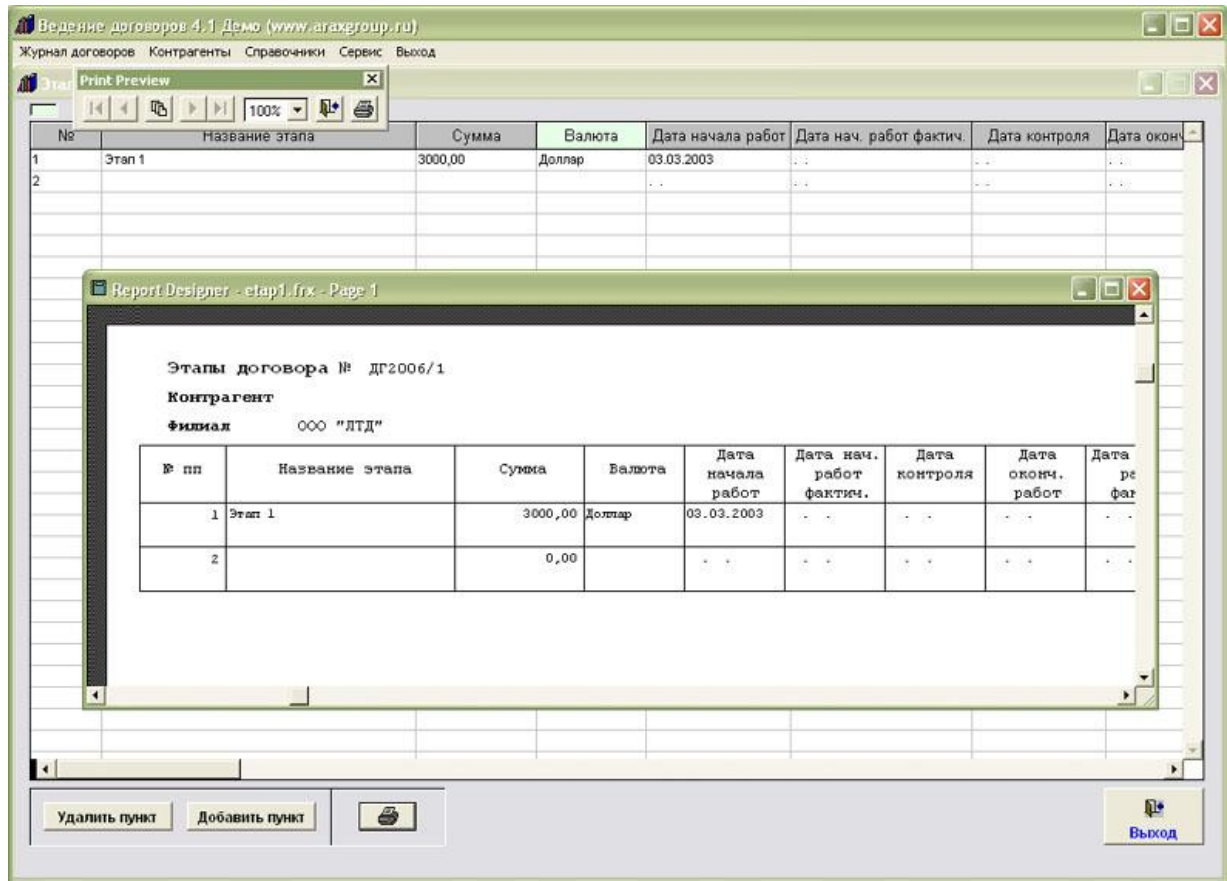 Ведение договоров 4.1 Демо (www.araxgroup.ru)
Журнал договоров Контрагенты Справочники Сервис Выход
Print Preview
100%
№ Название этапа Сумма Валюта Дата начала работ Дата нач. работ фактич. Дата контроля Дата оконч
1 Этап 1 3000,00 Доллар 03.03.2003 . . . . . .
2 . . . . . . . .
Report Designer - etap1.frx - Page 1
Этапы договора № ДГ2006/1
Контрагент
Филиал ООО "ЛТД"
№ пп Название этапа Сумма Валюта Дата начала работ Дата нач. работ фактич. Дата контроля Дата оконч. работ Дата
1 Этап 1 3000,00 Доллар 03.03.2003 . . . . . . . .
2 0,00 . . . . . . . . . .
Удалить пункт Добавить пункт
Выход